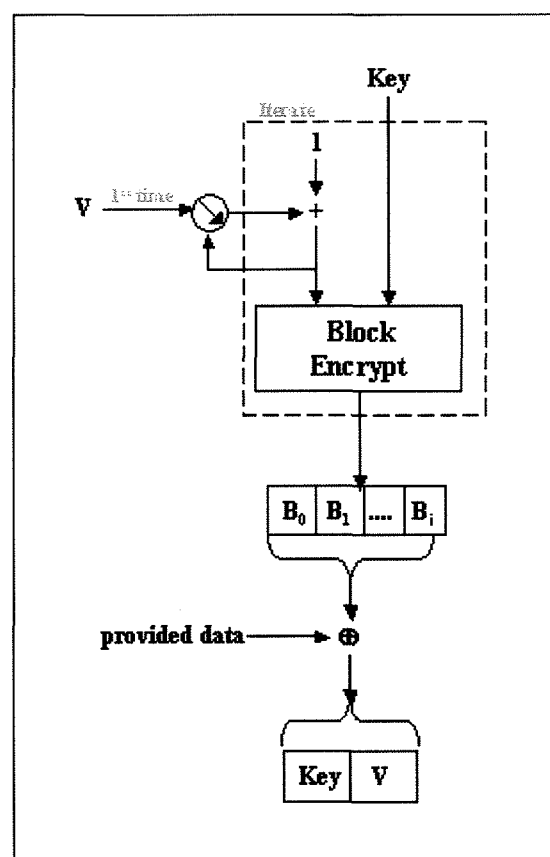 Key
Iterate
1
V
1st time
+
Block
Encrypt
B0 B1 .... Bi
provided data
⊕
Key V